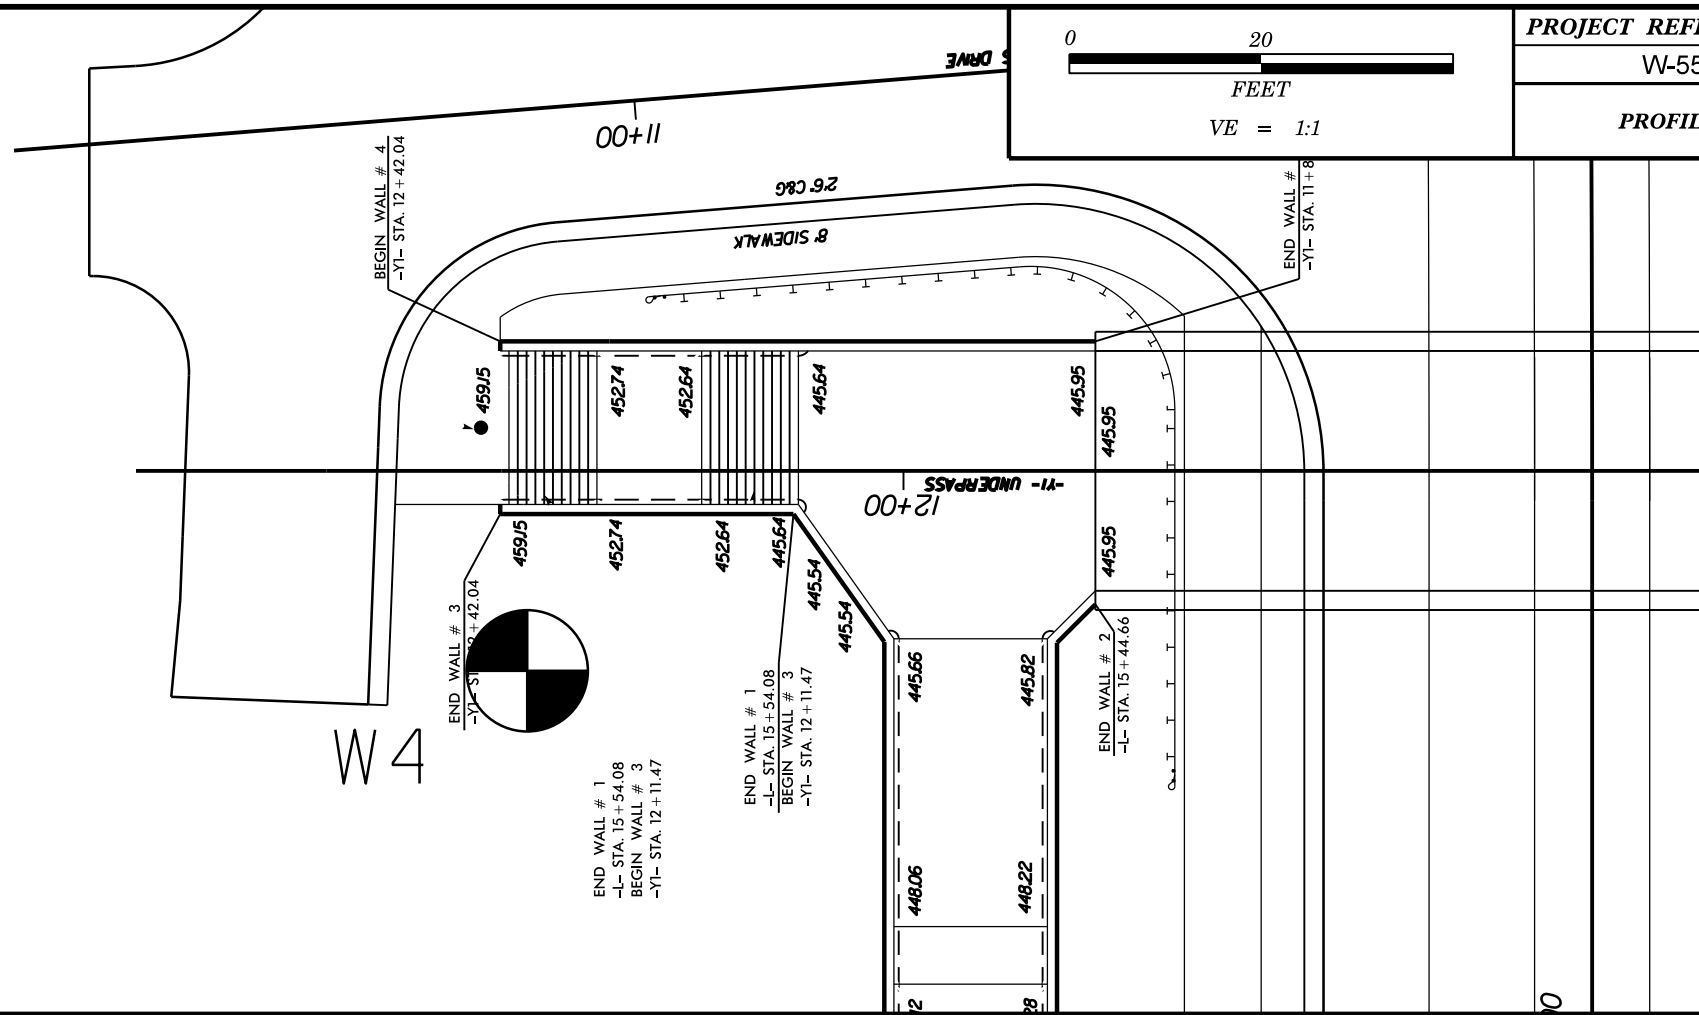 PROJECT REF
W-55
PROFIL
0 20
FEET
VE = 1:1
DRIVE
11+00
BEGIN WALL # 4
-Y1- STA. 12+42.04
2'6" C&G
8' SIDEWALK
END WALL #
-Y1- STA. 11+8
459.15
452.74
452.64
445.64
445.95
445.95
-Y1- UNDERPASS
12+00
459.15
452.74
452.64
445.64
445.54
445.54
445.95
END WALL # 3
-Y1- STA. 12+42.04
445.66
445.82
END WALL # 2
-L- STA. 15+44.66
END WALL # 1
-L- STA. 15+54.08
BEGIN WALL # 3
-Y1- STA. 12+11.47
W4
END WALL # 1
-L- STA. 15+54.08
BEGIN WALL # 3
-Y1- STA. 12+11.47
448.06
448.22
12
28
00